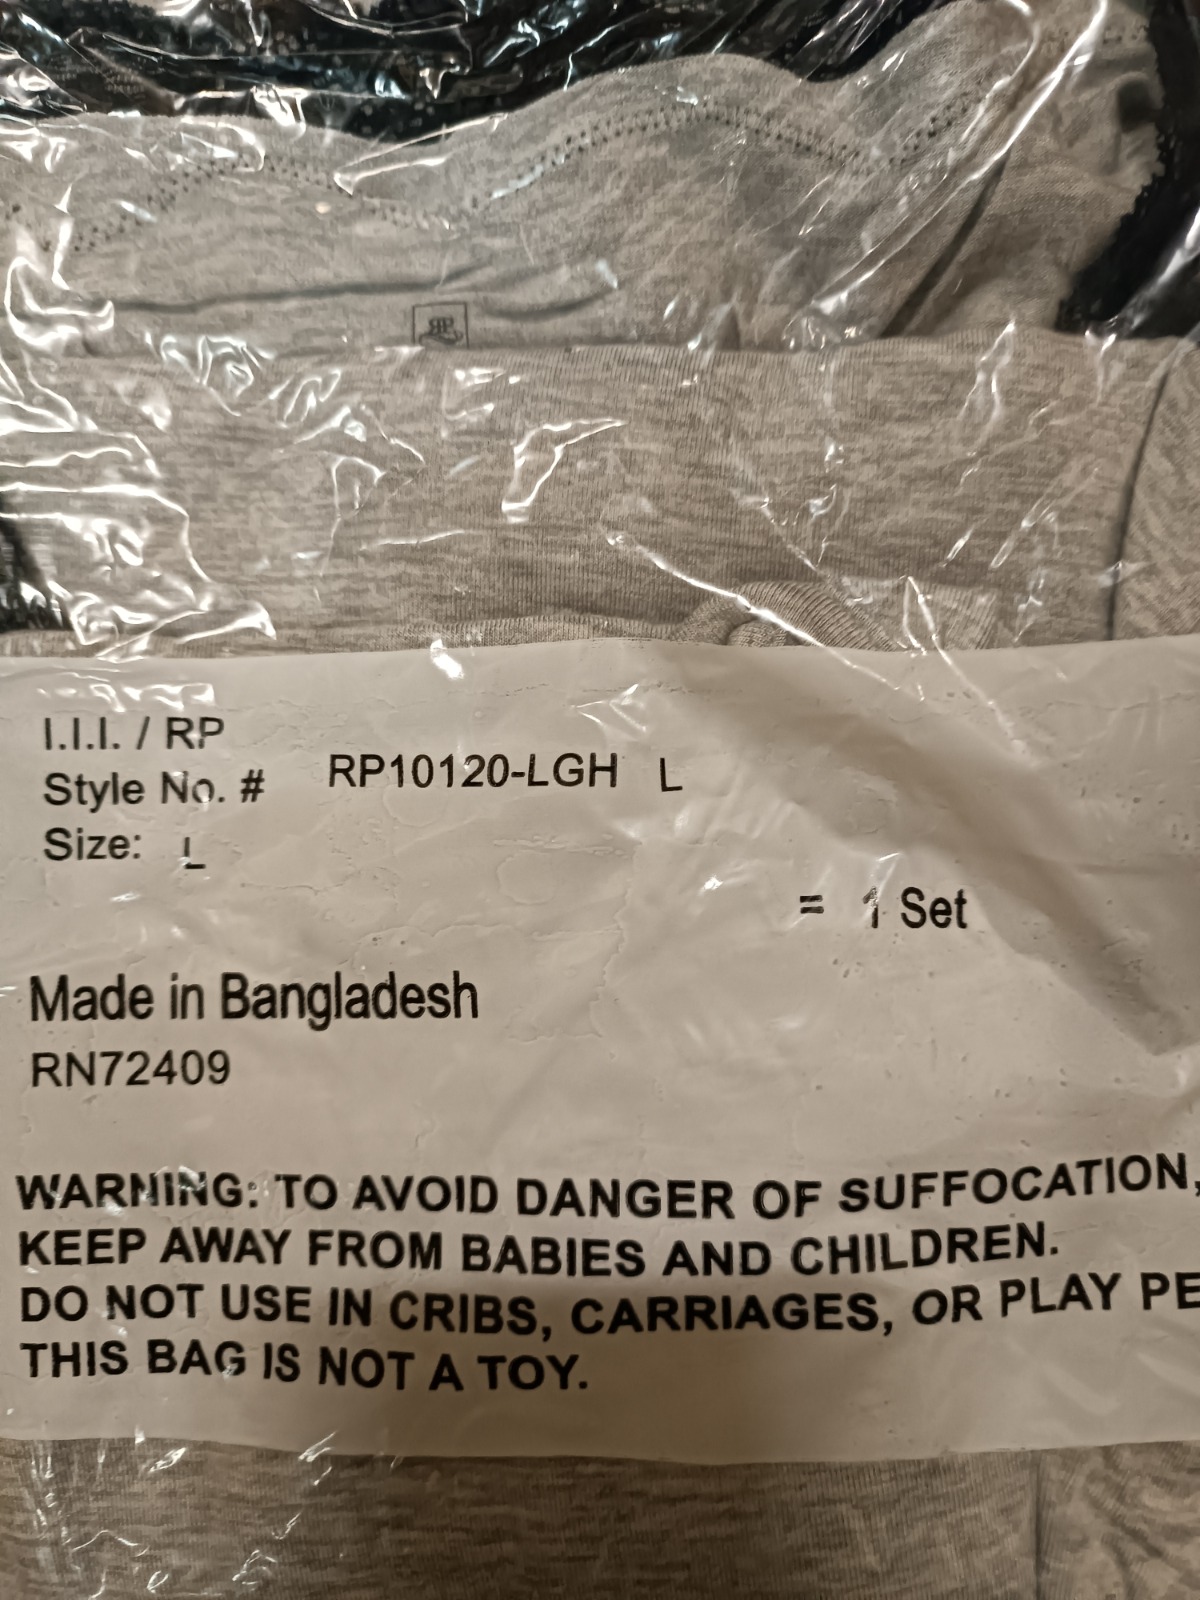 I.I.I. / RP
Style No. # RP10120-LGH L
Size: L
= 1 Set
Made in Bangladesh
RN72409
WARNING: TO AVOID DANGER OF SUFFOCATION,
KEEP AWAY FROM BABIES AND CHILDREN.
DO NOT USE IN CRIBS, CARRIAGES, OR PLAY PE
THIS BAG IS NOT A TOY.